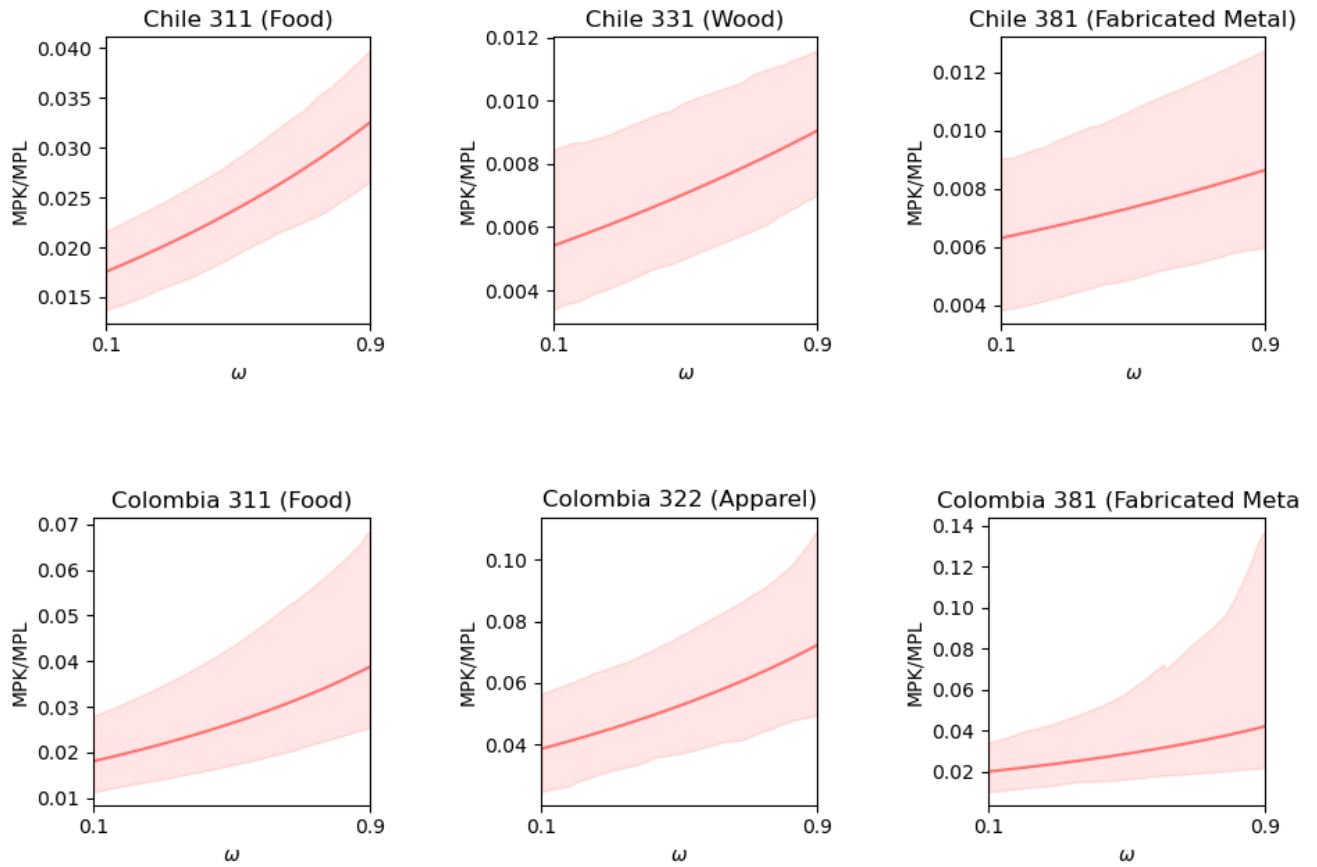 Chile 311 (Food)
MPK/MPL
0.040
0.035
0.030
0.025
0.020
0.015
0.1
0.9
ω
Chile 331 (Wood)
MPK/MPL
0.012
0.010
0.008
0.006
0.004
0.1
0.9
ω
Chile 381 (Fabricated Metal)
MPK/MPL
0.012
0.010
0.008
0.006
0.004
0.1
0.9
ω
Colombia 311 (Food)
MPK/MPL
0.07
0.06
0.05
0.04
0.03
0.02
0.01
0.1
0.9
ω
Colombia 322 (Apparel)
MPK/MPL
0.10
0.08
0.06
0.04
0.1
0.9
ω
Colombia 381 (Fabricated Meta
MPK/MPL
0.14
0.12
0.10
0.08
0.06
0.04
0.02
0.1
0.9
ω